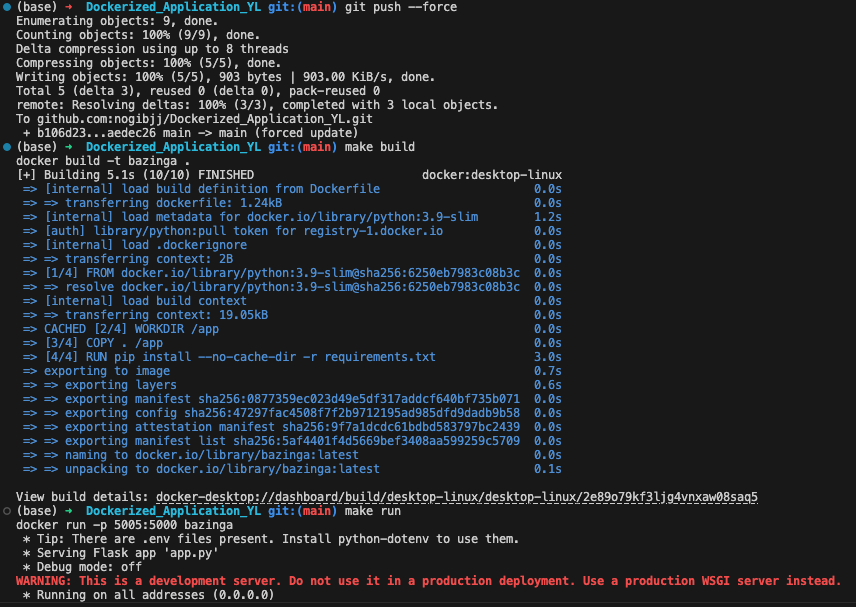 (base) → Dockerized_Application_YL git:(main) git push --force
Enumerating objects: 9, done.
Counting objects: 100% (9/9), done.
Delta compression using up to 8 threads
Compressing objects: 100% (5/5), done.
Writing objects: 100% (5/5), 903 bytes | 903.00 KiB/s, done.
Total 5 (delta 3), reused 0 (delta 0), pack-reused 0
remote: Resolving deltas: 100% (3/3), completed with 3 local objects.
To github.com:nogibjj/Dockerized_Application_YL.git
 + b106d23...aedec26 main -> main (forced update)
(base) → Dockerized_Application_YL git:(main) make build
docker build -t bazinga .
[+] Building 5.1s (10/10) FINISHED docker:desktop-linux
 => [internal] load build definition from Dockerfile 0.0s
 => => transferring dockerfile: 1.24kB 0.0s
 => [internal] load metadata for docker.io/library/python:3.9-slim 1.2s
 => [auth] library/python:pull token for registry-1.docker.io 0.0s
 => [internal] load .dockerignore 0.0s
 => => transferring context: 2B 0.0s
 => [1/4] FROM docker.io/library/python:3.9-slim@sha256:6250eb7983c08b3c 0.0s
 => => resolve docker.io/library/python:3.9-slim@sha256:6250eb7983c08b3c 0.0s
 => [internal] load build context 0.0s
 => => transferring context: 19.05kB 0.0s
 => CACHED [2/4] WORKDIR /app 0.0s
 => [3/4] COPY . /app 0.0s
 => [4/4] RUN pip install --no-cache-dir -r requirements.txt 3.0s
 => exporting to image 0.7s
 => => exporting layers 0.6s
 => => exporting manifest sha256:0877359ec023d49e5df317addcf640bf735b071 0.0s
 => => exporting config sha256:47297fac4508f7f2b9712195ad985dfd9dadb9b58 0.0s
 => => exporting attestation manifest sha256:9f7a1dcdc61bdbd583797bc2439 0.0s
 => => exporting manifest list sha256:5af4401f4d5669bef3408aa599259c5709 0.0s
 => => naming to docker.io/library/bazinga:latest 0.0s
 => => unpacking to docker.io/library/bazinga:latest 0.1s
View build details: docker-desktop://dashboard/build/desktop-linux/desktop-linux/2e89o79kf3ljg4vnxaw08saq5
(base) → Dockerized_Application_YL git:(main) make run
docker run -p 5005:5000 bazinga
 * Tip: There are .env files present. Install python-dotenv to use them.
 * Serving Flask app 'app.py'
 * Debug mode: off
WARNING: This is a development server. Do not use it in a production deployment. Use a production WSGI server instead.
 * Running on all addresses (0.0.0.0)